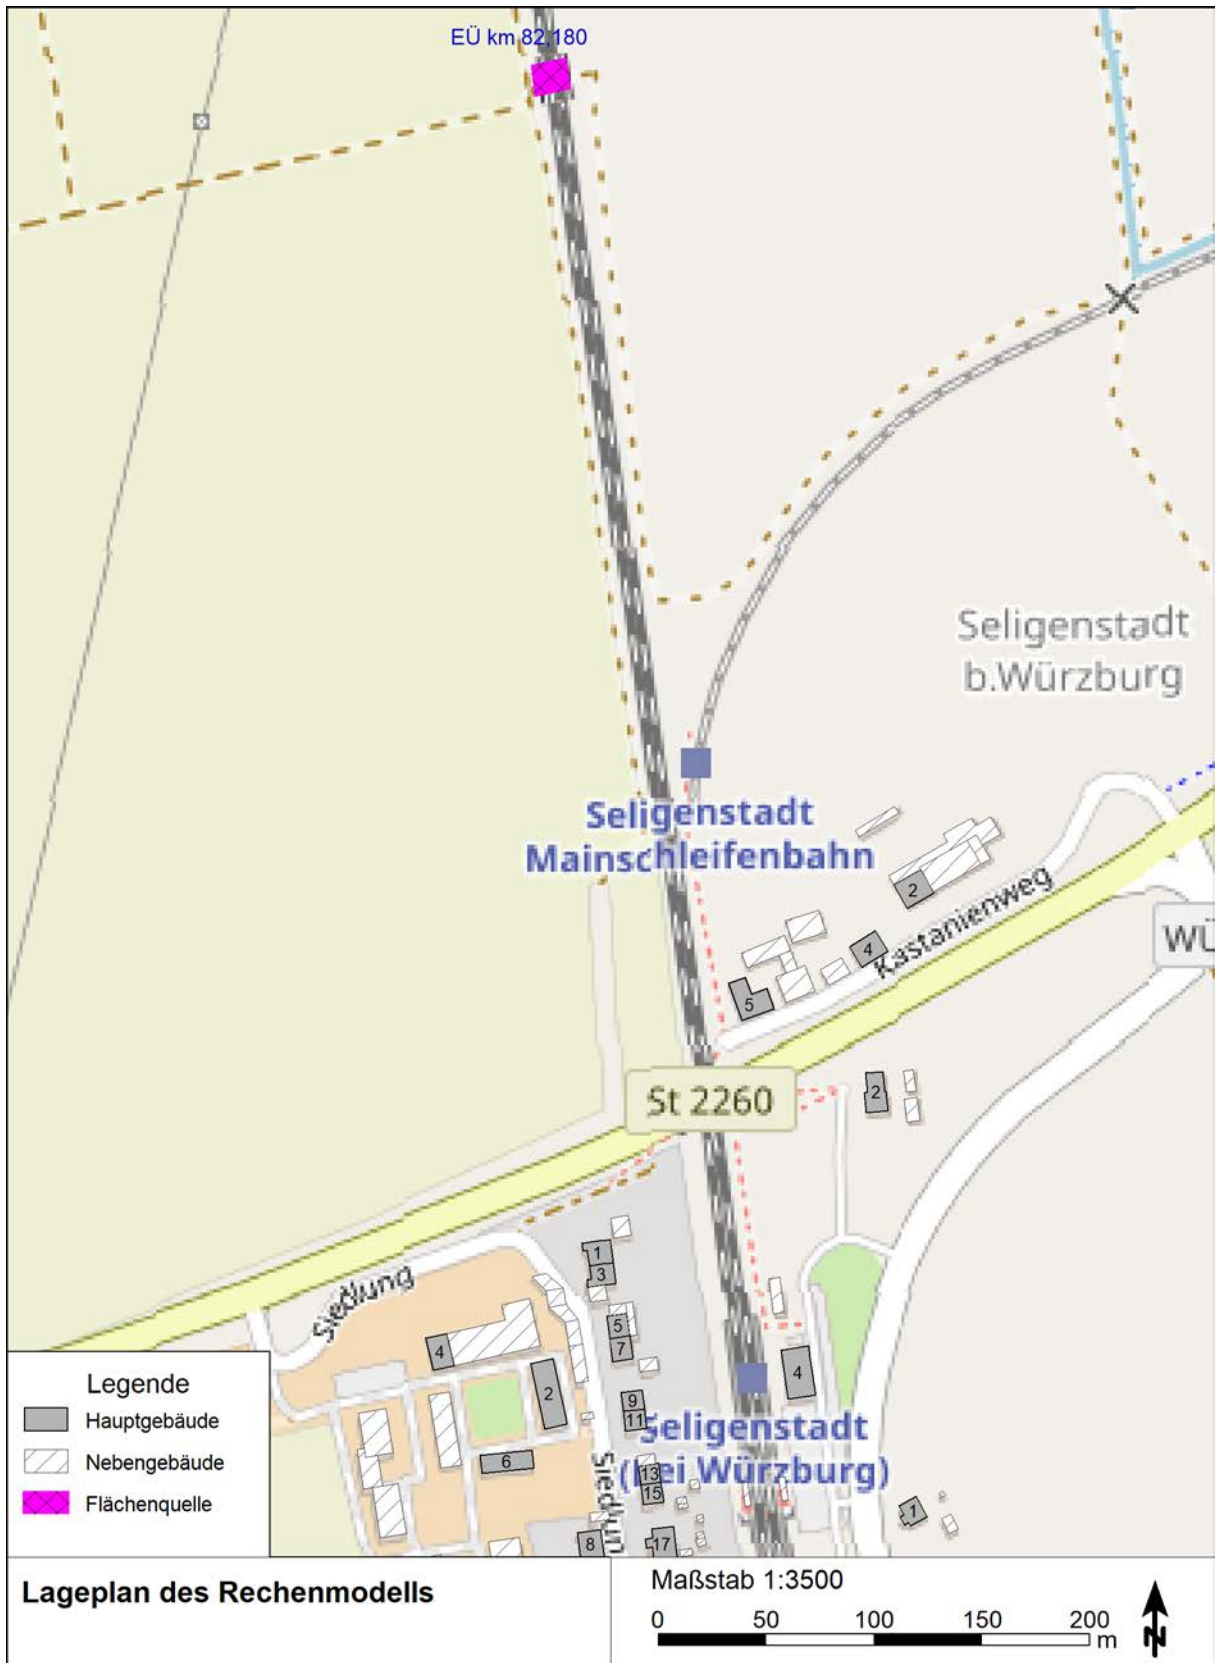 EÜ km 82,180
Seligenstadt
b.Würzburg
Seligenstadt
Mainschleifenbahn
2
Kastanienweg
4
WÜ
5
St 2260
2
1
3
Siedlung
5
4
7
4
2
9
11
Seligenstadt
(bei Würzburg)
6
13
15
Siedlun
1
8
17
Legende
Hauptgebäude
Nebengebäude
Flächenquelle
Lageplan des Rechenmodells
Maßstab 1:3500
0 50 100 150 200
m
N